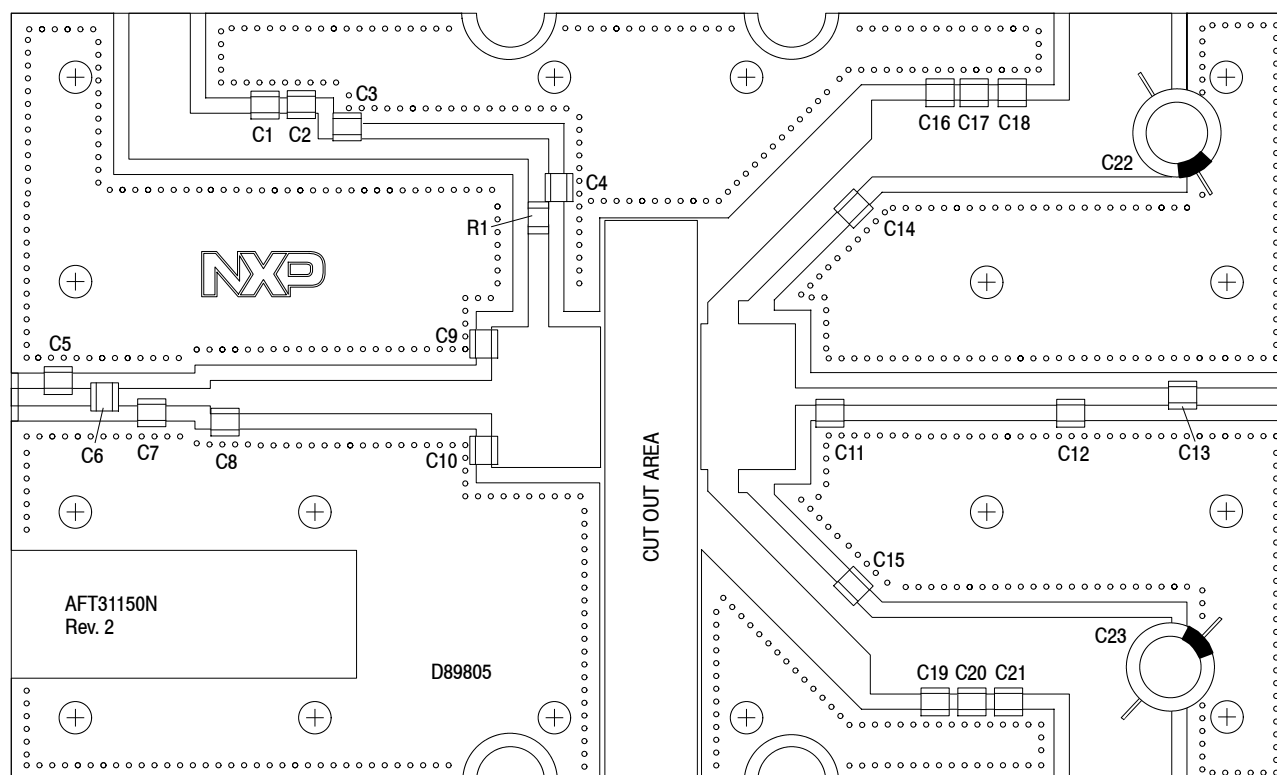 C3
C1
C2
C16
C17
C18
C22
C4
R1
C14
NXP
C9
C5
C6
C7
C8
C10
C11
C12
C13
CUT OUT AREA
C15
AFT31150N
Rev. 2
C23
D89805
C19
C20
C21